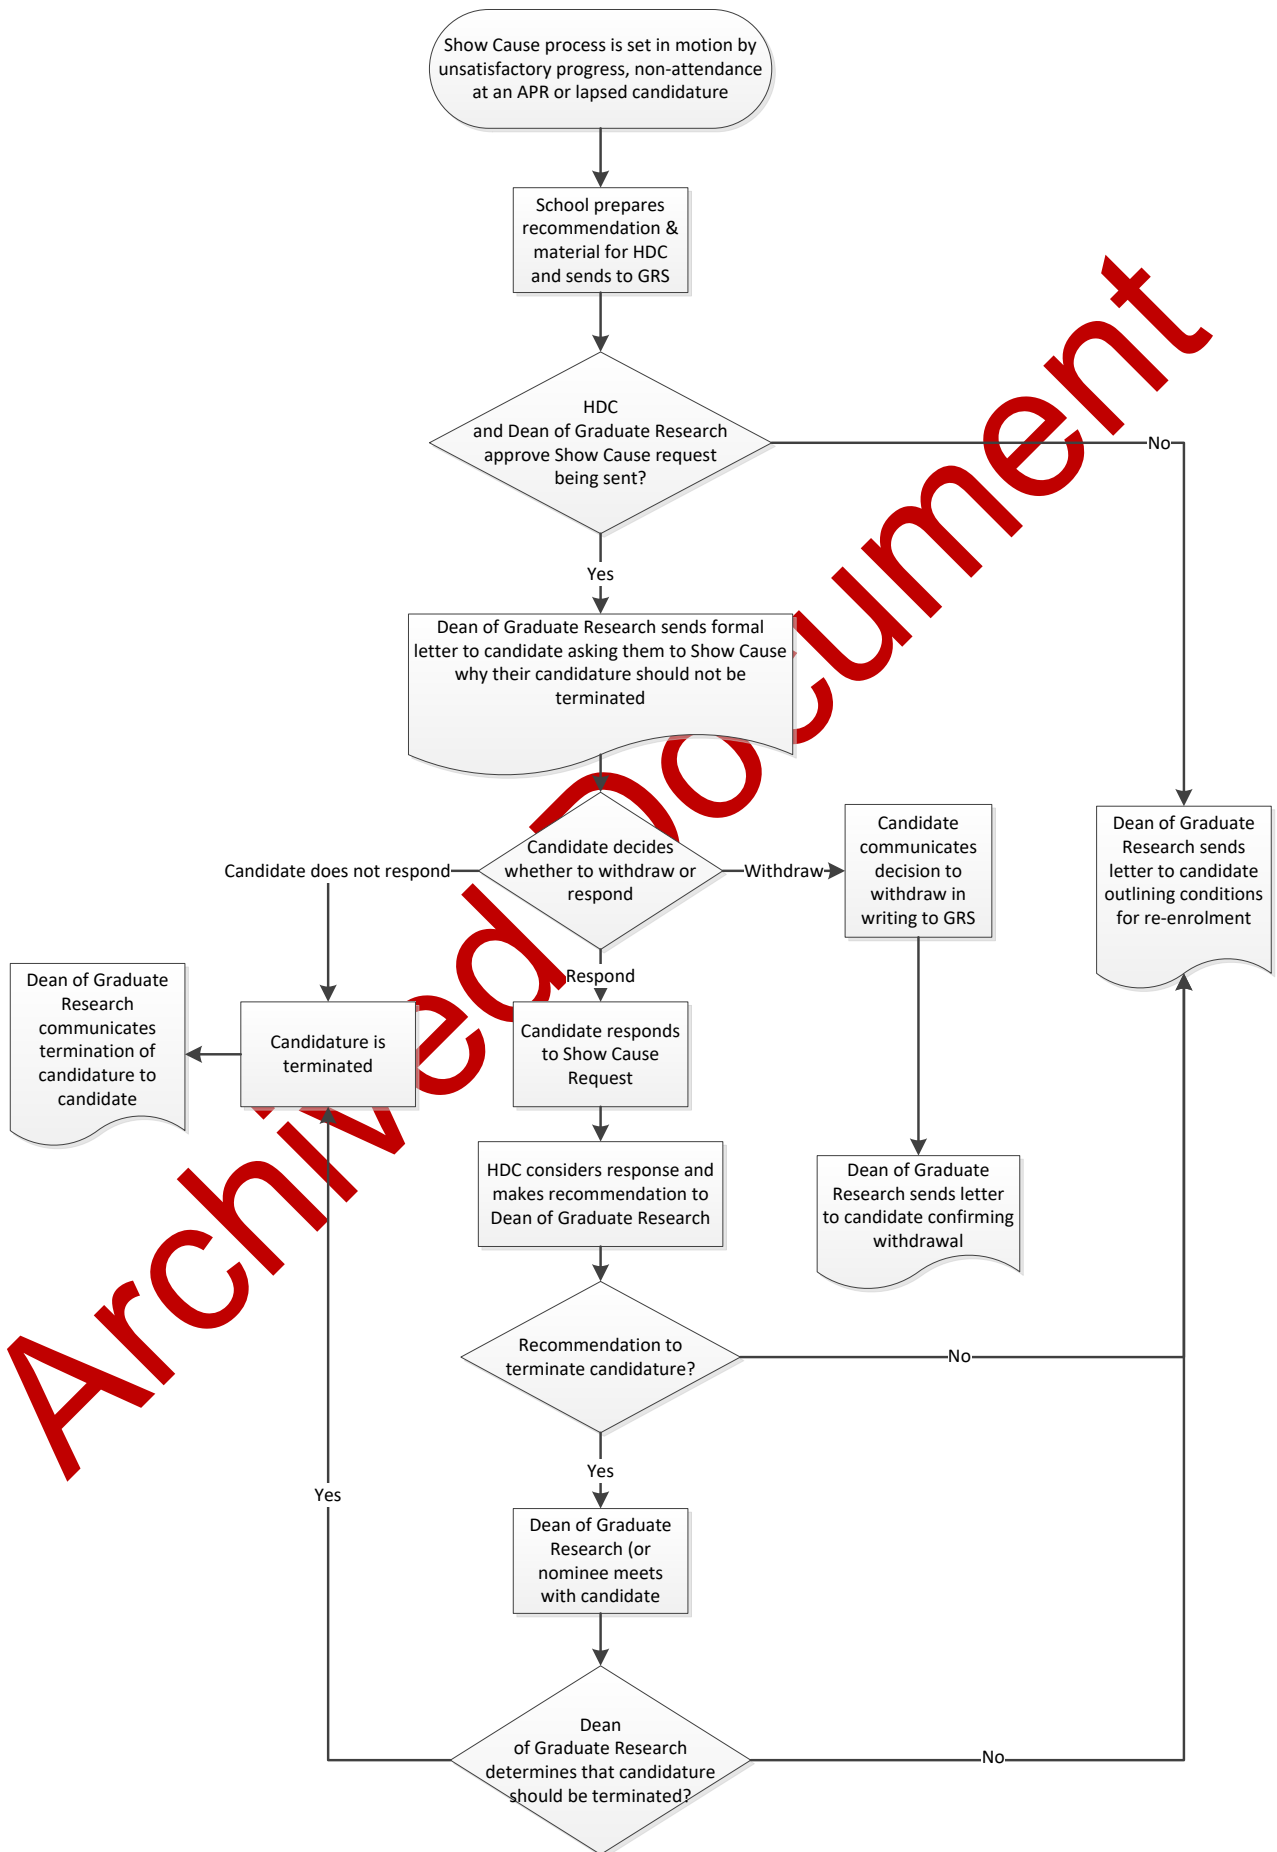 Show Cause process is set in motion by
unsatisfactory progress, non-attendance
at an APR or lapsed candidature
School prepares
recommendation &
material for HDC
and sends to GRS
HDC
and Dean of Graduate Research
approve Show Cause request
being sent?
No
Yes
Dean of Graduate Research sends formal
letter to candidate asking them to Show Cause
why their candidature should not be
terminated
Candidate decides
whether to withdraw or
respond
Candidate does not respond
Withdraw
Candidate
communicates
decision to
withdraw in
writing to GRS
Dean of Graduate
Research sends
letter to candidate
outlining conditions
for re-enrolment
Respond
Dean of Graduate
Research
communicates
termination of
candidature to
candidate
Candidature is
terminated
Candidate responds
to Show Cause
Request
HDC considers response and
makes recommendation to
Dean of Graduate Research
Dean of Graduate
Research sends letter
to candidate confirming
withdrawal
Recommendation to
terminate candidature?
No
Yes
Yes
Dean of Graduate
Research (or
nominee meets
with candidate
Dean
of Graduate Research
determines that candidature
should be terminated?
No
Archived Document